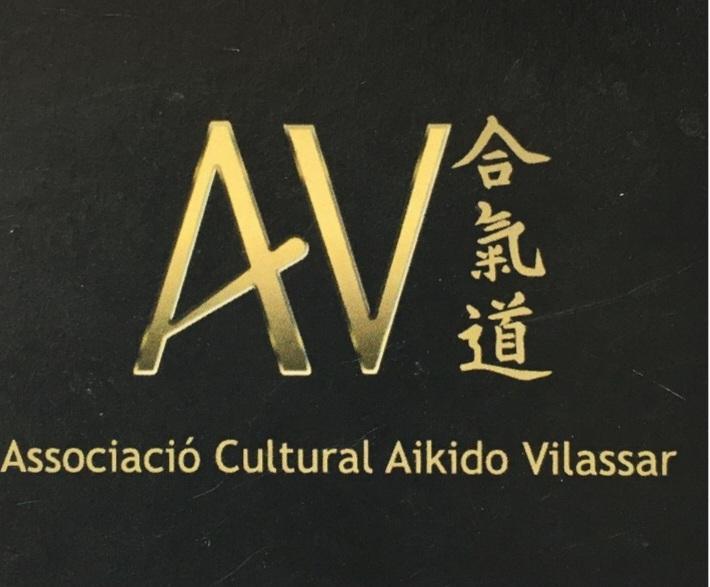 AV
合氣道
Associació Cultural Aikido Vilassar